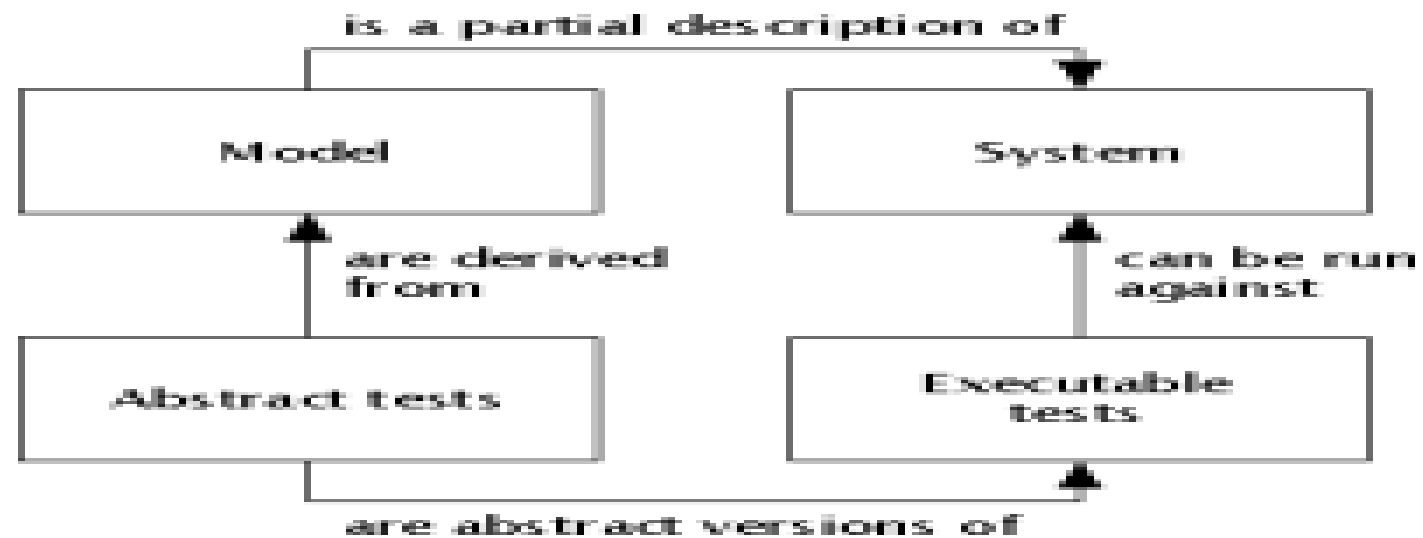 is a partial description of
Model
System
are derived
from
can be run
against
Abstract tests
Executable
tests
are abstract versions of